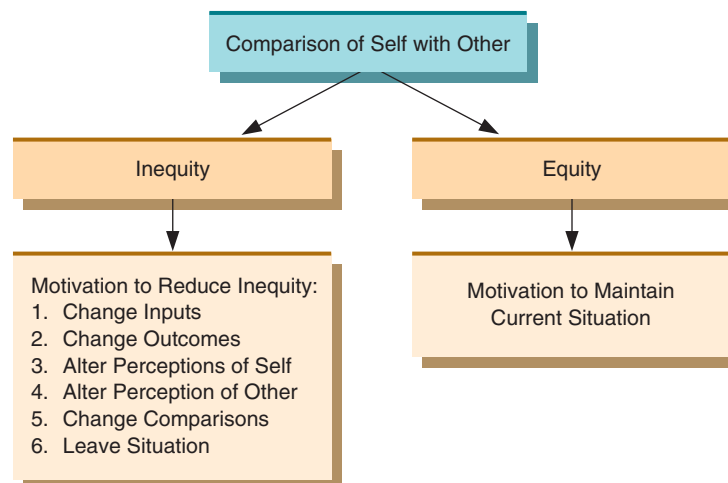 Comparison of Self with Other
Inequity
Equity
Motivation to Reduce Inequity:
1. Change Inputs
2. Change Outcomes
3. Alter Perceptions of Self
4. Alter Perception of Other
5. Change Comparisons
6. Leave Situation
Motivation to Maintain
Current Situation